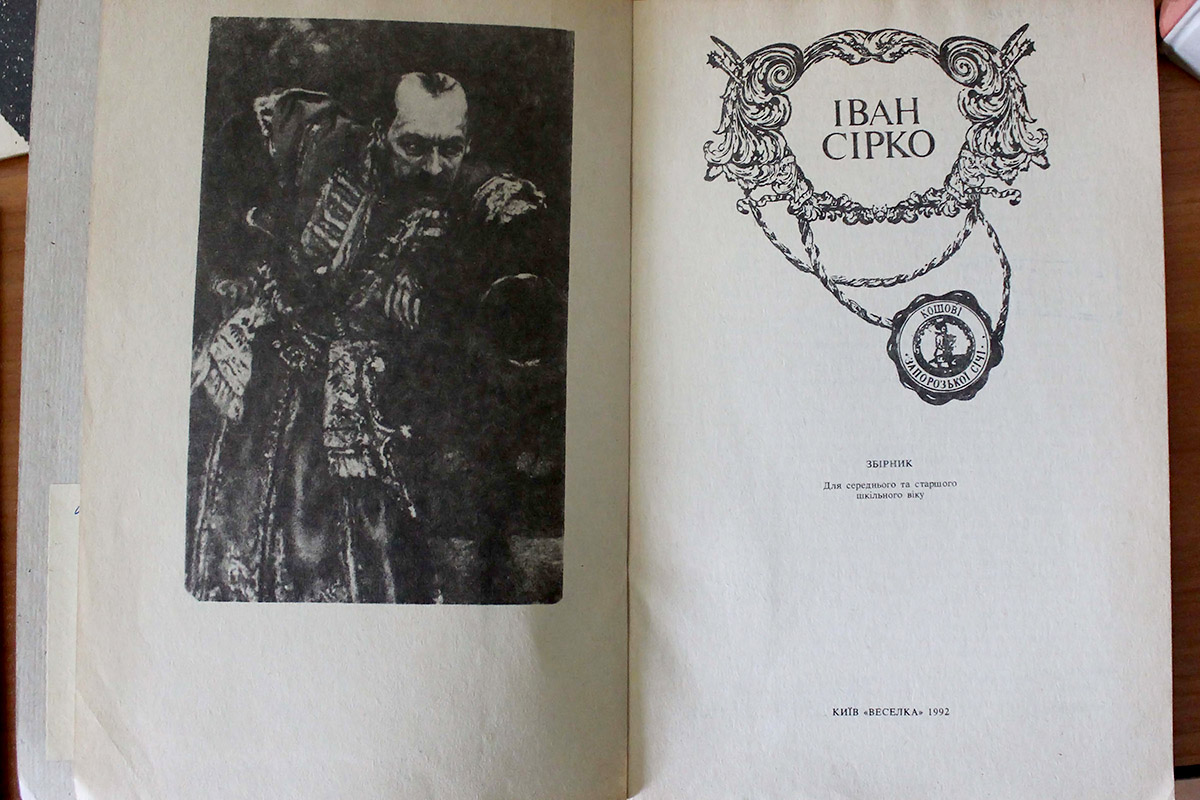 ІВАН
СІРКО
КОШОВІ
ЗАПОРОЗЬКОЇ СІЧІ
ЗБІРНИК
Для середнього та старшого
шкільного віку
КИЇВ «ВЕСЕЛКА» 1992